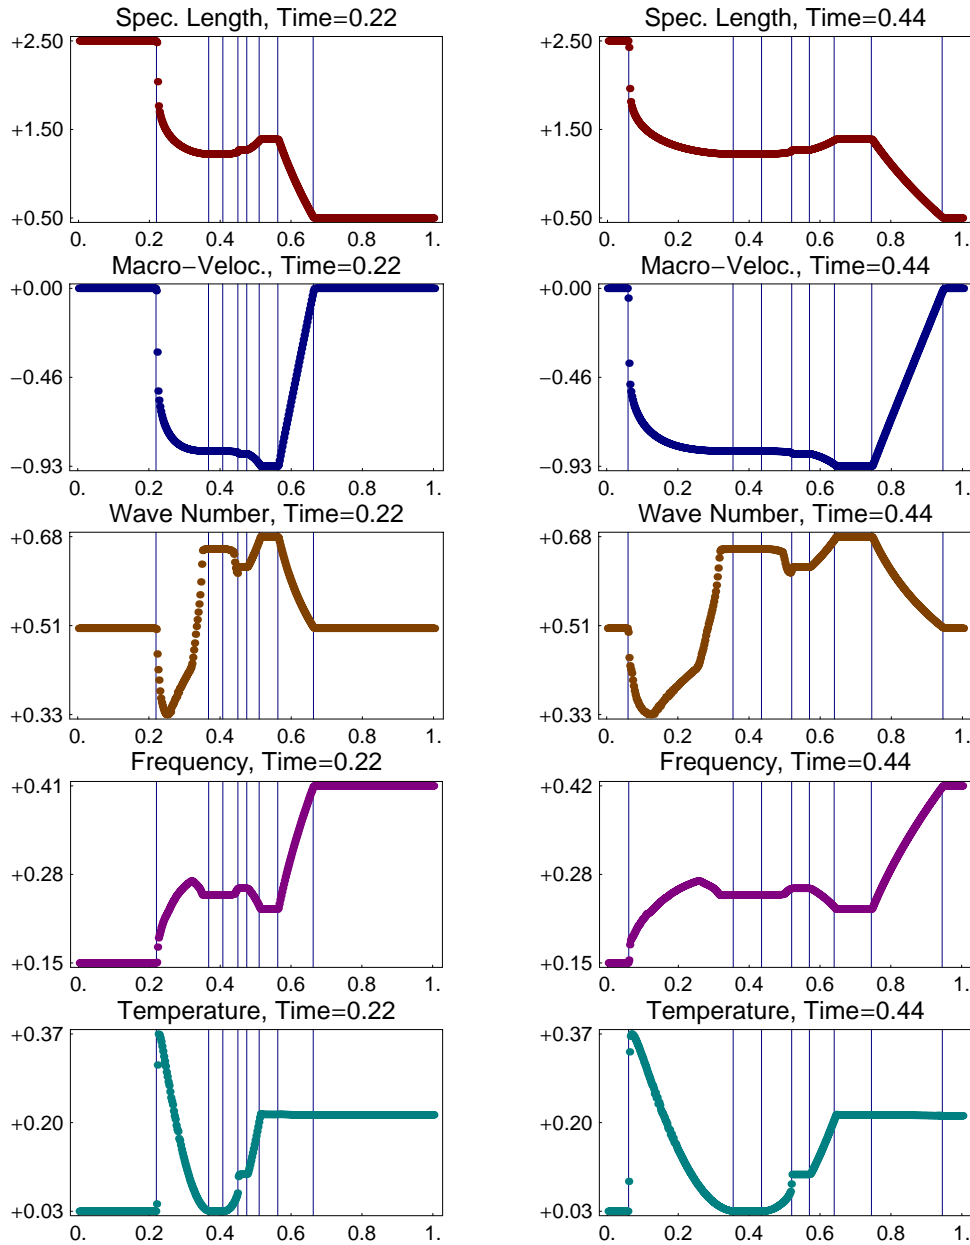 Spec. Length, Time=0.22
+2.50
+1.50
+0.50
0. 0.2 0.4 0.6 0.8 1.
Spec. Length, Time=0.44
+2.50
+1.50
+0.50
0. 0.2 0.4 0.6 0.8 1.
Macro−Veloc., Time=0.22
+0.00
−0.46
−0.93
0. 0.2 0.4 0.6 0.8 1.
Macro−Veloc., Time=0.44
+0.00
−0.46
−0.93
0. 0.2 0.4 0.6 0.8 1.
Wave Number, Time=0.22
+0.68
+0.51
+0.33
0. 0.2 0.4 0.6 0.8 1.
Wave Number, Time=0.44
+0.68
+0.51
+0.33
0. 0.2 0.4 0.6 0.8 1.
Frequency, Time=0.22
+0.41
+0.28
+0.15
0. 0.2 0.4 0.6 0.8 1.
Frequency, Time=0.44
+0.42
+0.28
+0.15
0. 0.2 0.4 0.6 0.8 1.
Temperature, Time=0.22
+0.37
+0.20
+0.03
0. 0.2 0.4 0.6 0.8 1.
Temperature, Time=0.44
+0.37
+0.20
+0.03
0. 0.2 0.4 0.6 0.8 1.